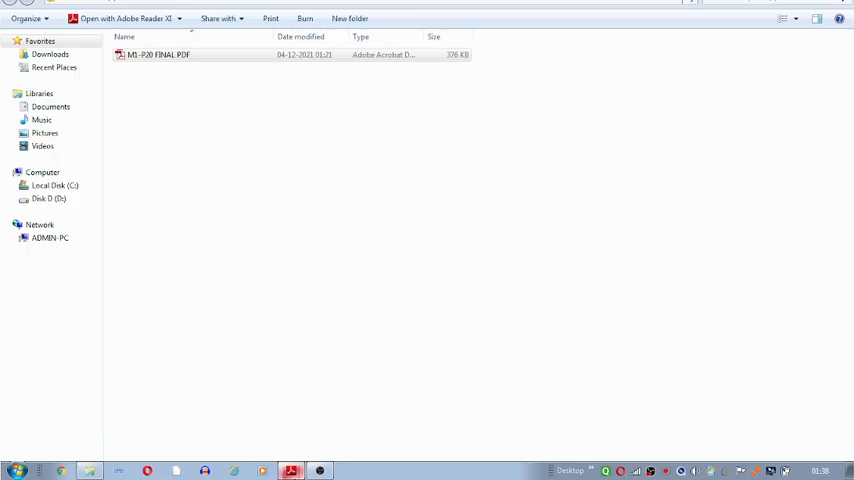 Organize Open with Adobe Reader XI Share with Print Burn New folder
Name Date modified Type Size
Favorites
Downloads
Recent Places
Libraries
Documents
Music
Pictures
Videos
Computer
Local Disk (C:)
Disk D (D:)
Network
ADMIN-PC
M1-P20 FINAL PDF 04-12-2021 01:21 Adobe Acrobat D... 376 KB
Desktop » 01:38